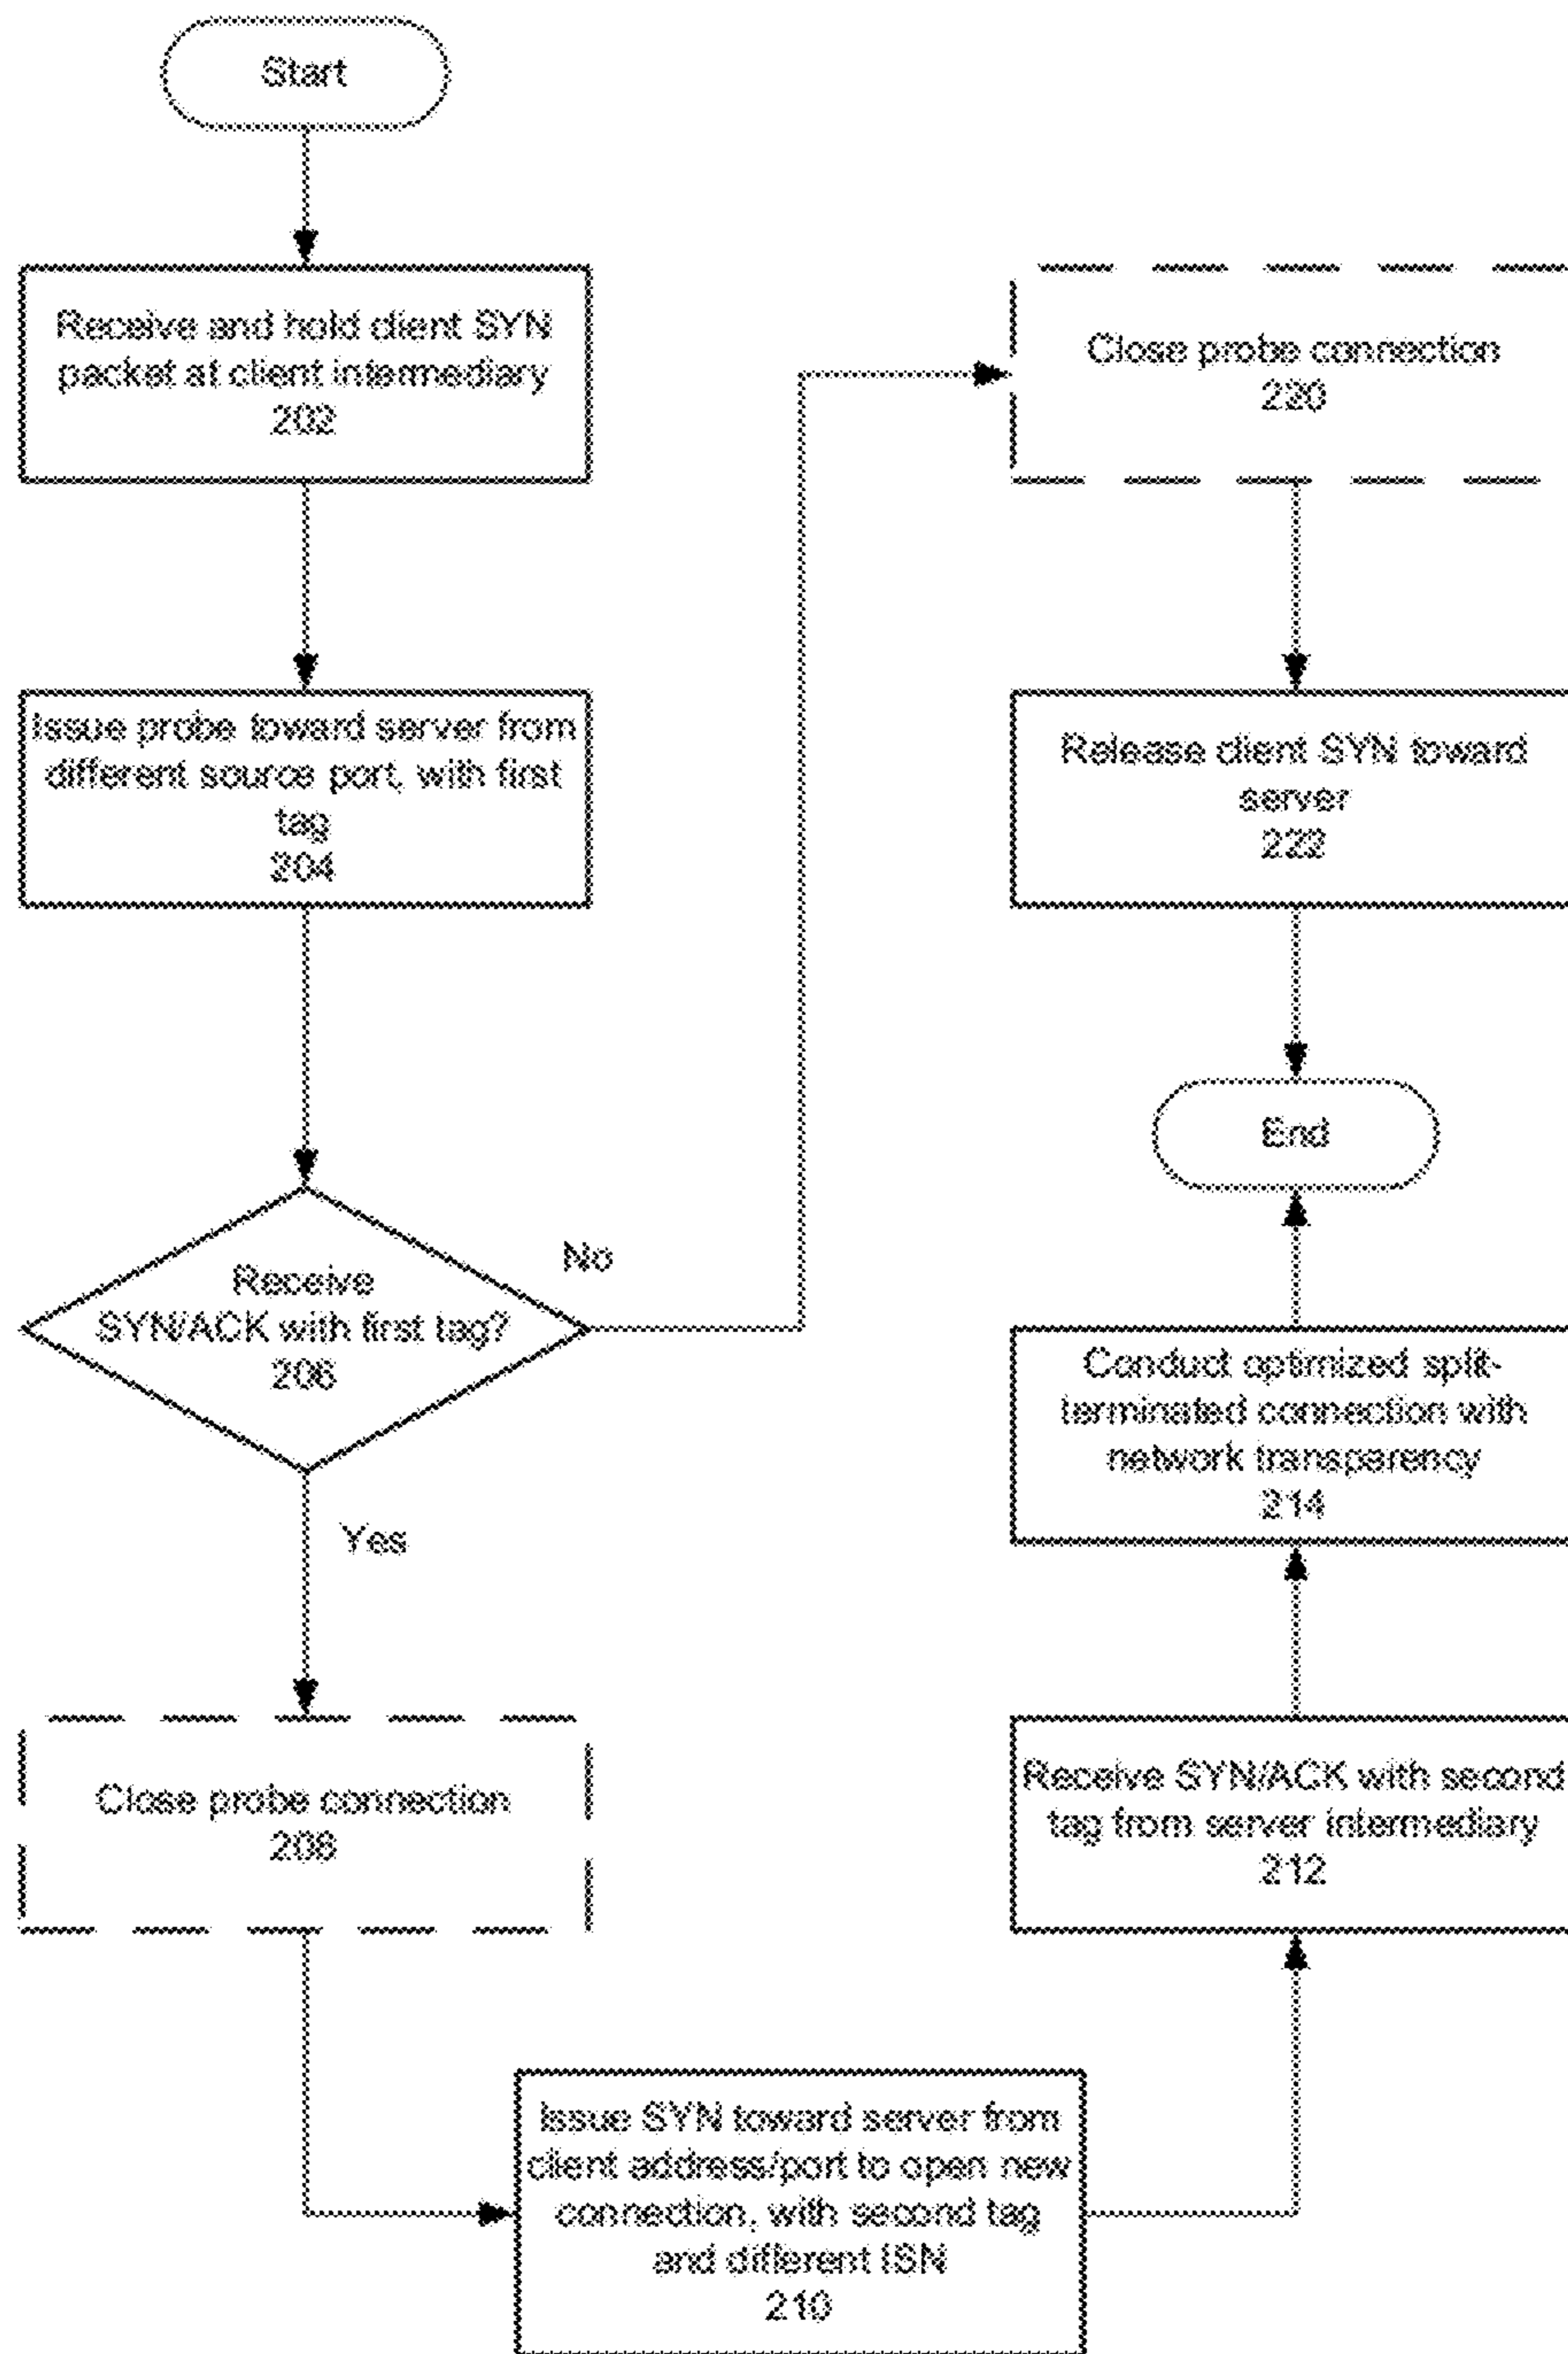 Start
Receive and hold client SYN
packet at client intermediary
202
Issue probe toward server from
different source port, with first
tag
204
Receive
SYN/ACK with first tag?
206
No
Yes
Close probe connection
208
Issue SYN toward server from
client address/port to open new
connection, with second tag
and different ISN
210
Receive SYN/ACK with second
tag from server intermediary
212
Conduct optimized split-
terminated connection with
network transparency
214
Close probe connection
220
Release client SYN toward
server
222
End